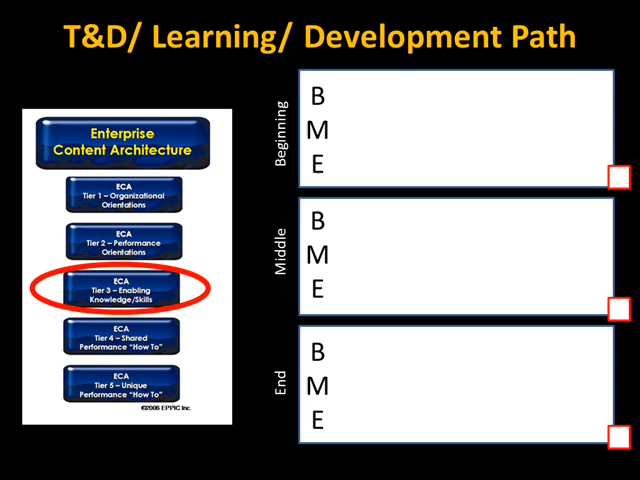 T&D/ Learning/ Development Path
Enterprise
Content Architecture
ECA
Tier 1 – Organizational
Orientations
ECA
Tier 2 – Performance
Orientations
ECA
Tier 3 – Enabling
Knowledge/Skills
ECA
Tier 4 – Shared
Performance “How To”
ECA
Tier 5 – Unique
Performance “How To”
©2006 EPPIC Inc.
Beginning
B
M
E
Middle
B
M
E
End
B
M
E